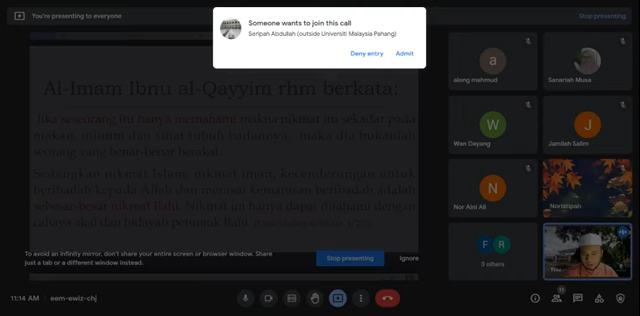 You're presenting to everyone
Stop presenting
Someone wants to join this call
Seripah Abdullah (outside Universiti Malaysia Pahang)
Deny entry
Admit
Al-Imam Ibnu al-Qayyim rhm berkata:
Jika seseorang itu hanya memahami makna nikmat itu sekadar pada
makan, minum dan sihat tubuh badannya, maka dia bukanlah
seorang yang benar-benar berakal.
Sedangkan nikmat Islam, nikmat iman, kecenderungan untuk
beribadah kepada Allah dan merasai kemanisan beribadah adalah
sebesar-besar nikmat Ilahi. Nikmat ini hanya dapat difahami dengan
cahaya akal dan hidayah petunjuk Ilahi.
a
along mahmud
Sanariah Musa
W
Wan Dayang
J
Jamilah Salim
N
Nor Aini Ali
Noristipah
F R
3 others
You
To avoid an infinity mirror, don't share your entire screen or browser window. Share
just a tab or a different window instead.
Stop presenting
Ignore
11:14 AM
eem-ewiz-chj